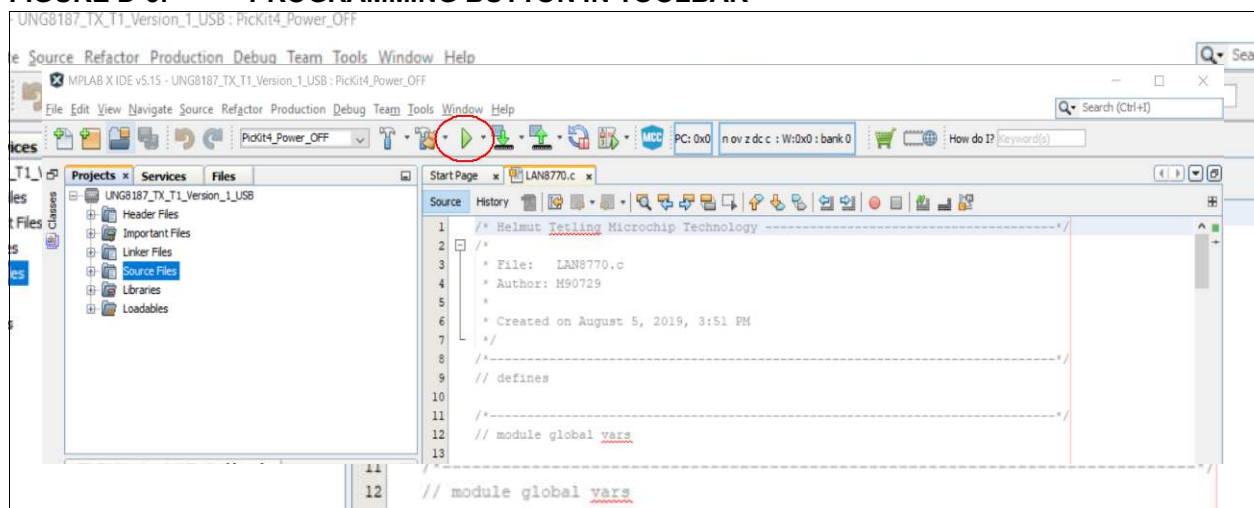 UNG8187_TX_T1_Version_1_USB : PicKit4_Power_OFF
Source Refactor Production Debug Team Tools Window Help
MPLAB X IDE v5.15 - UNG8187_TX_T1_Version_1_USB : PicKit4_Power_OFF
File Edit View Navigate Source Refactor Production Debug Team Tools Window Help
Search (Ctrl+I)
PicKit4_Power_OFF
MCC
PC: 0x0
n ov z dc c : W:0x0 : bank 0
How do I?
Keyword(s)
Projects Services Files
Start Page LAN8770.c
Classes
UNG8187_TX_T1_Version_1_USB
Header Files
Important Files
Linker Files
Source Files
Libraries
Loadables
Source History
1 /* Helmut Tetling Microchip Technology ----------------------------------------*/
2 /*
3 * File: LAN8770.c
4 * Author: M90729
5 *
6 * Created on August 5, 2019, 3:51 PM
7 */
8 /*------------------------------------------------------------------------------*/
9 // defines
10
11 /*------------------------------------------------------------------------------*/
12 // module global vars
13
11 /*------------------------------------------------------------------------------*/
12 // module global vars